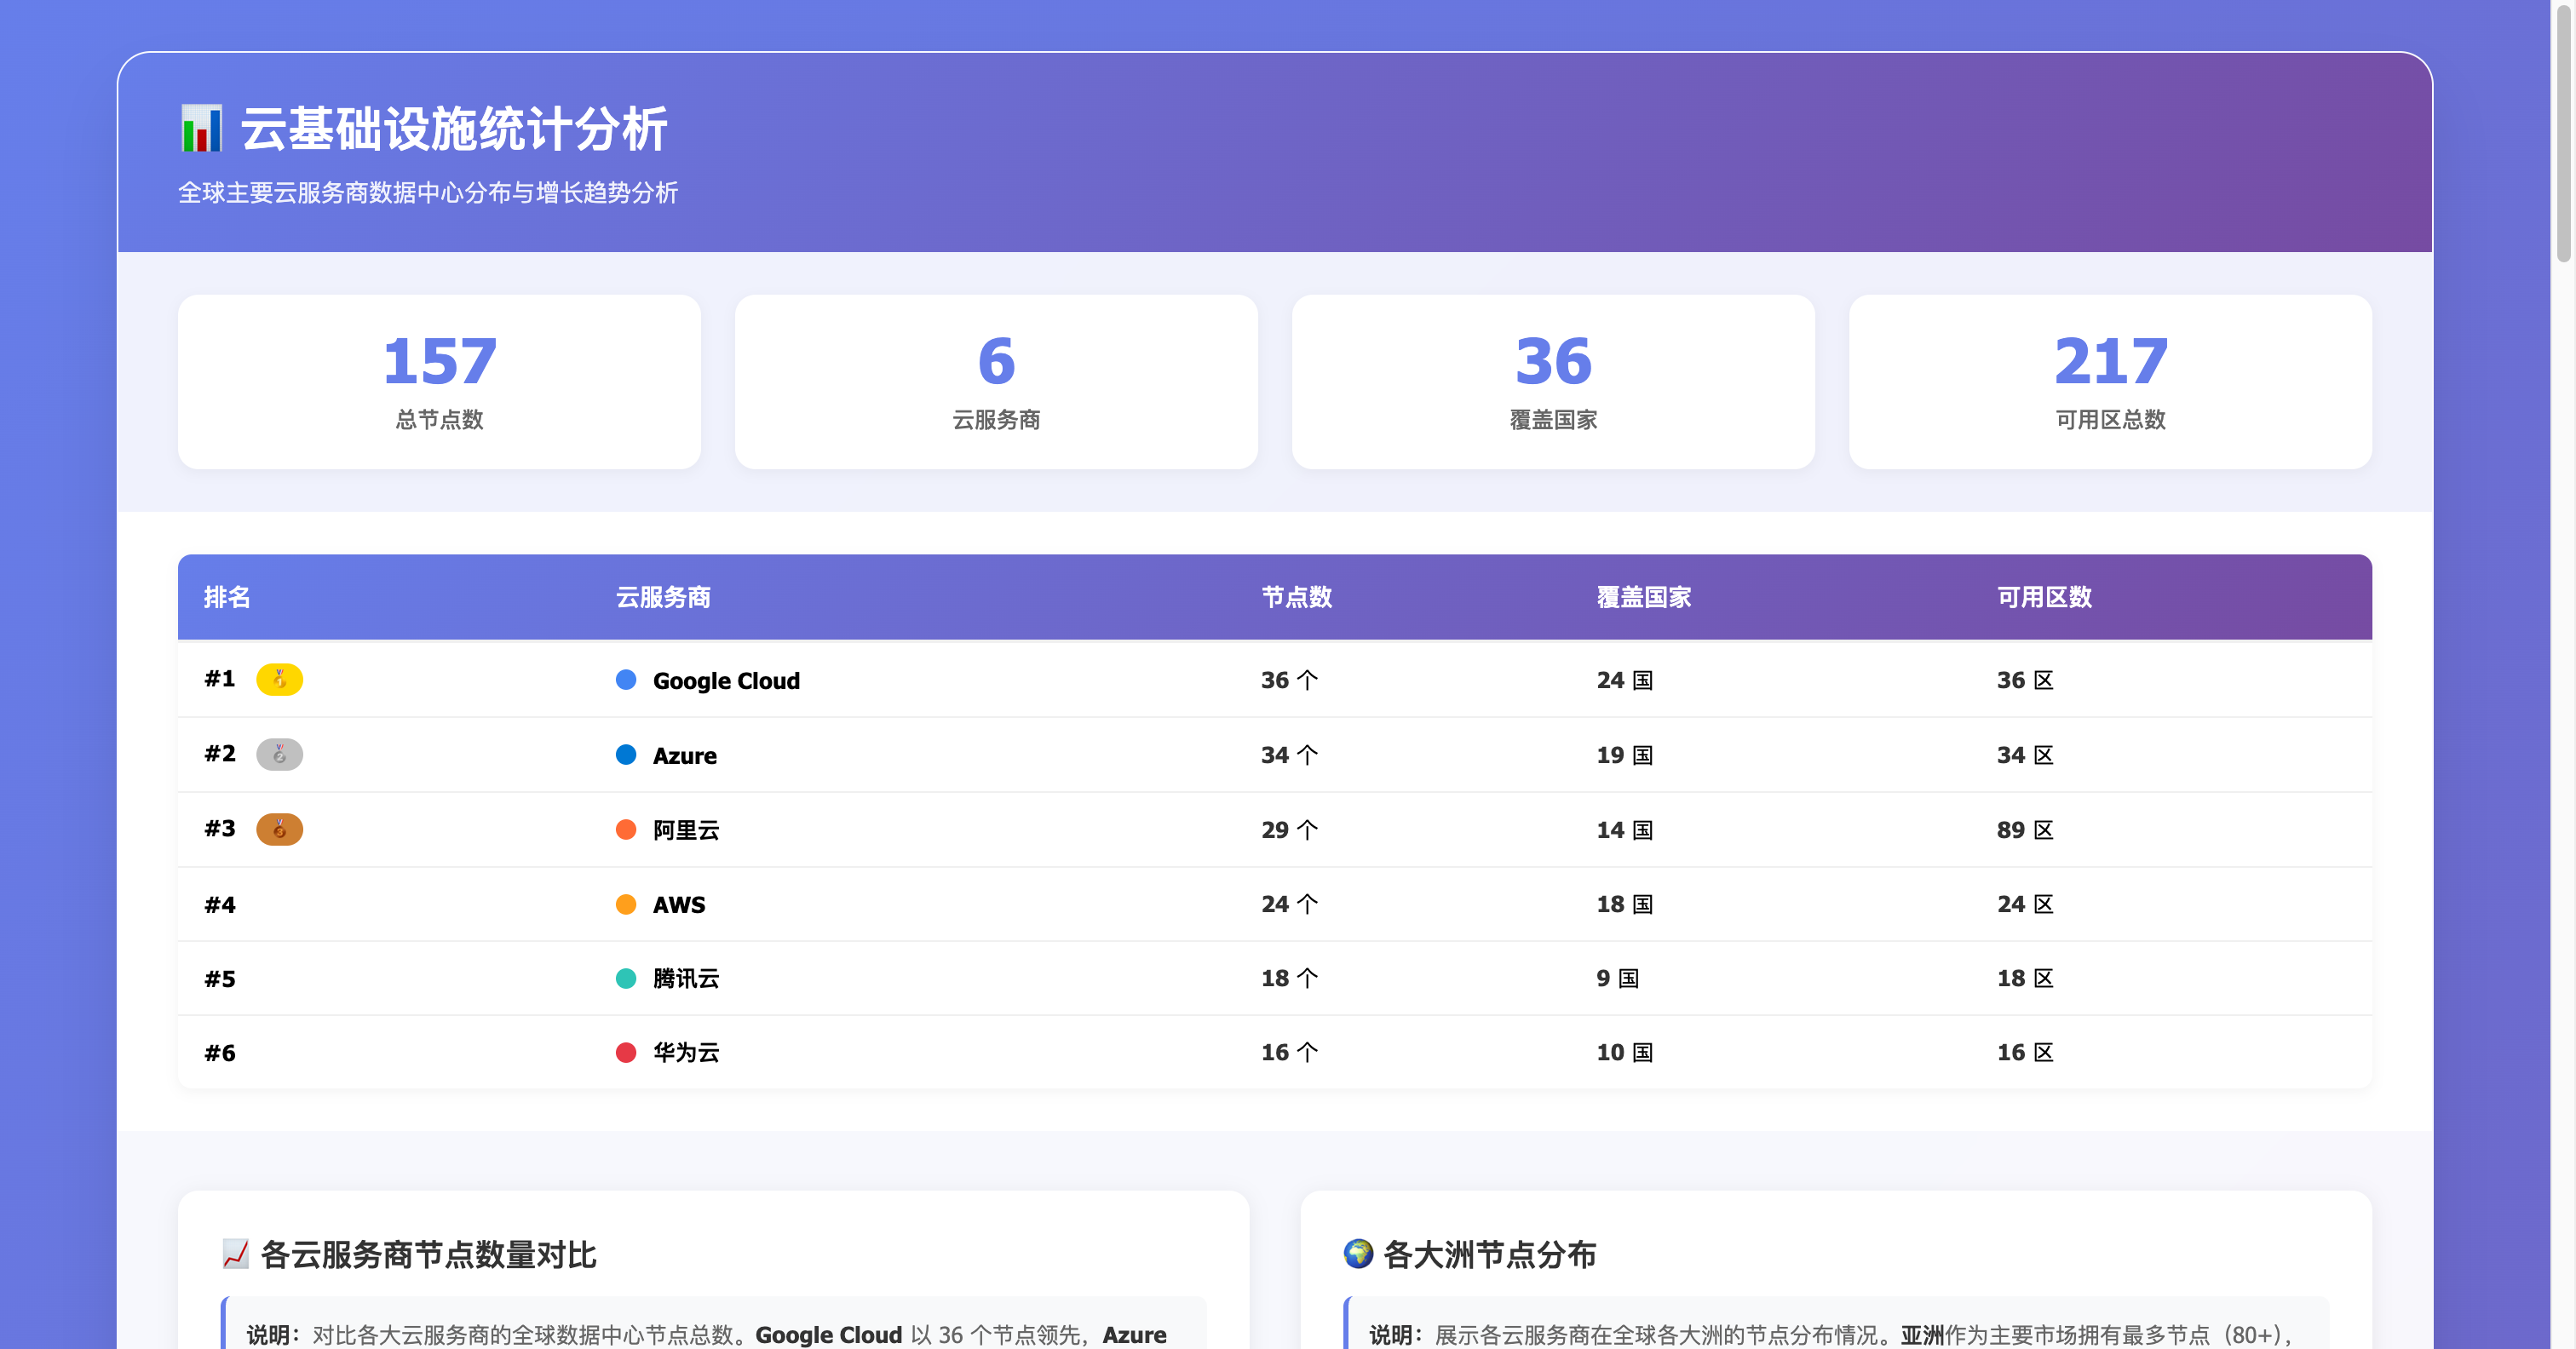 📊 云基础设施统计分析
全球主要云服务商数据中心分布与增长趋势分析
157
总节点数
6
云服务商
36
覆盖国家
217
可用区总数
排名 云服务商 节点数 覆盖国家 可用区数
#1 🥇 Google Cloud 36 个 24 国 36 区
#2 🥈 Azure 34 个 19 国 34 区
#3 🥉 阿里云 29 个 14 国 89 区
#4 AWS 24 个 18 国 24 区
#5 腾讯云 18 个 9 国 18 区
#6 华为云 16 个 10 国 16 区
📈 各云服务商节点数量对比
说明：对比各大云服务商的全球数据中心节点总数。Google Cloud 以 36 个节点领先，Azure
🌍 各大洲节点分布
说明：展示各云服务商在全球各大洲的节点分布情况。亚洲作为主要市场拥有最多节点（80+），